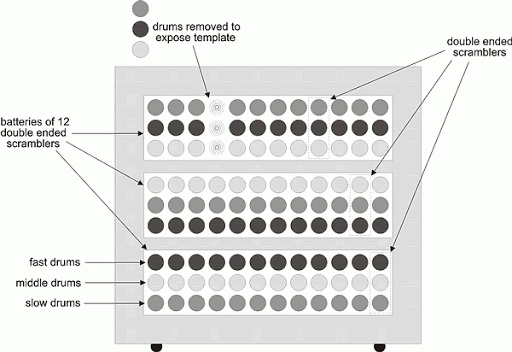 drums removed to
expose template
double ended
scramblers
batteries of 12
double ended
scramblers
fast drums
middle drums
slow drums